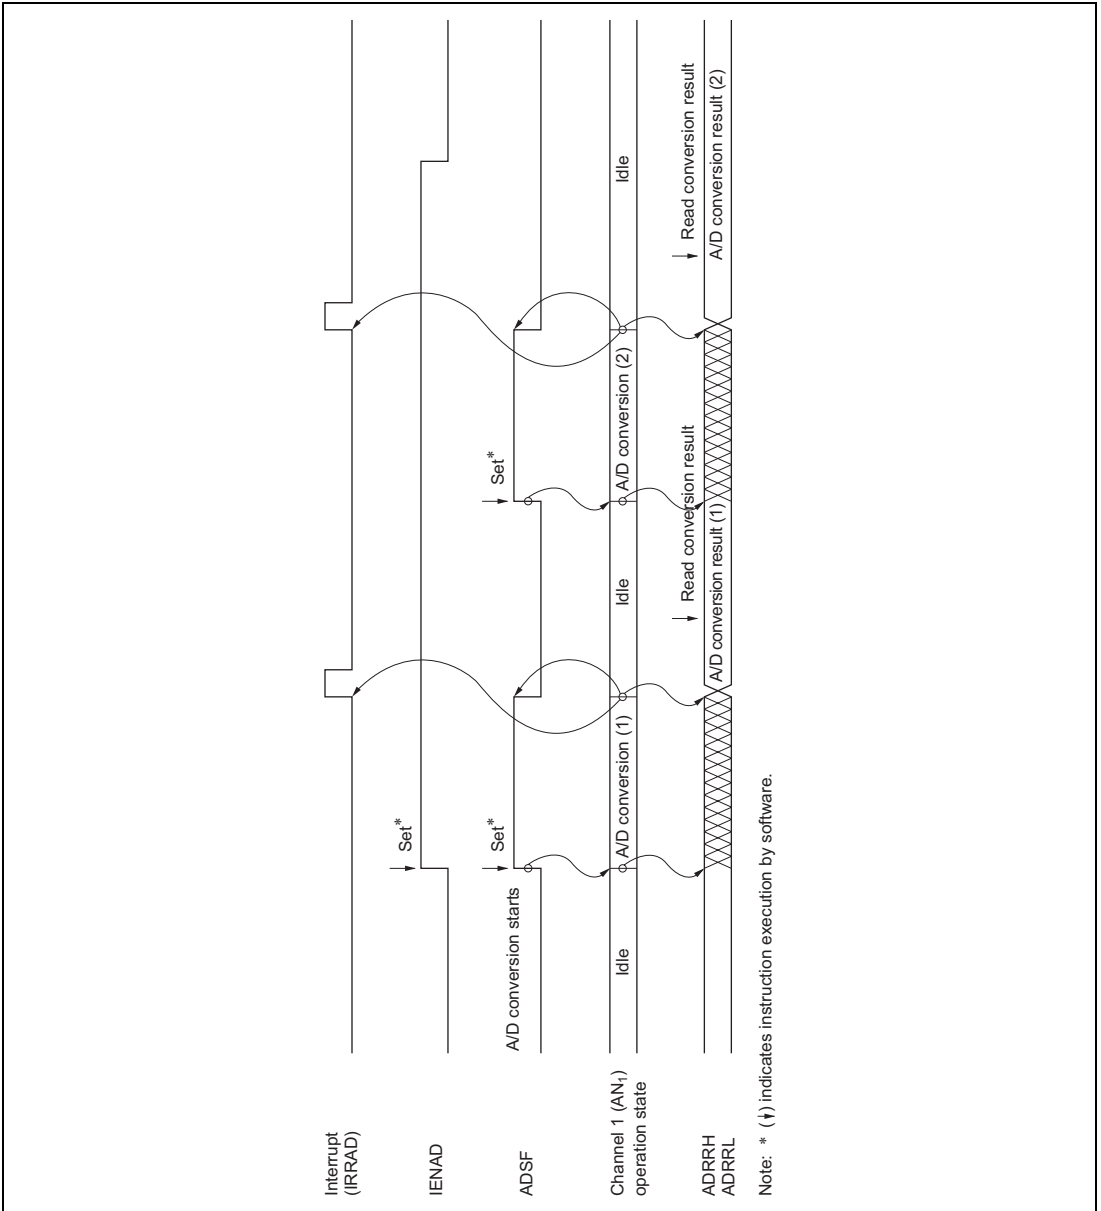 Interrupt
(IRRAD)
IENAD
Set*
ADSF
A/D conversion starts
Set*
Set*
Channel 1 (AN₁)
operation state
Idle
A/D conversion (1)
Idle
A/D conversion (2)
Idle
Read conversion result
Read conversion result
ADRRH
ADRRL
A/D conversion result (1)
A/D conversion result (2)
Note: * (↓) indicates instruction execution by software.